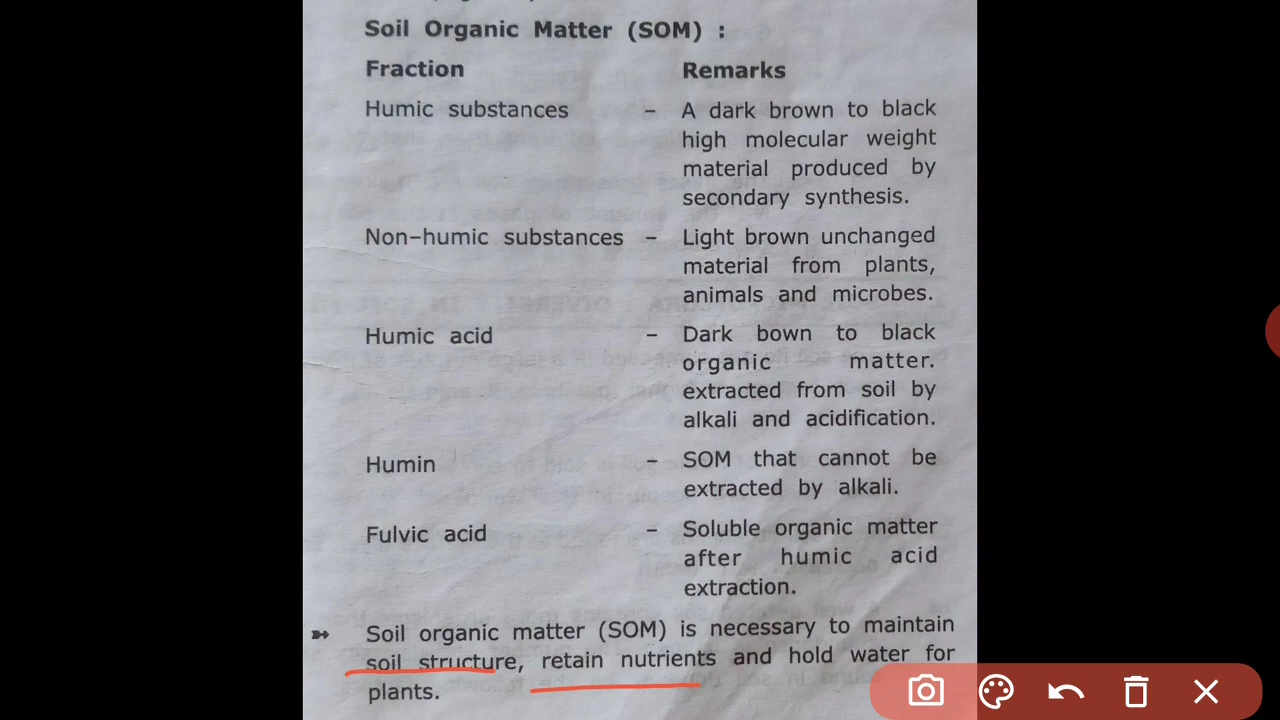 Soil Organic Matter (SOM) :
Fraction Remarks
Humic substances – A dark brown to black
high molecular weight
material produced by
secondary synthesis.
Non-humic substances – Light brown unchanged
material from plants,
animals and microbes.
Humic acid – Dark bown to black
organic matter.
extracted from soil by
alkali and acidification.
Humin – SOM that cannot be
extracted by alkali.
Fulvic acid – Soluble organic matter
after humic acid
extraction.
➳ Soil organic matter (SOM) is necessary to maintain
soil structure, retain nutrients and hold water for
plants.